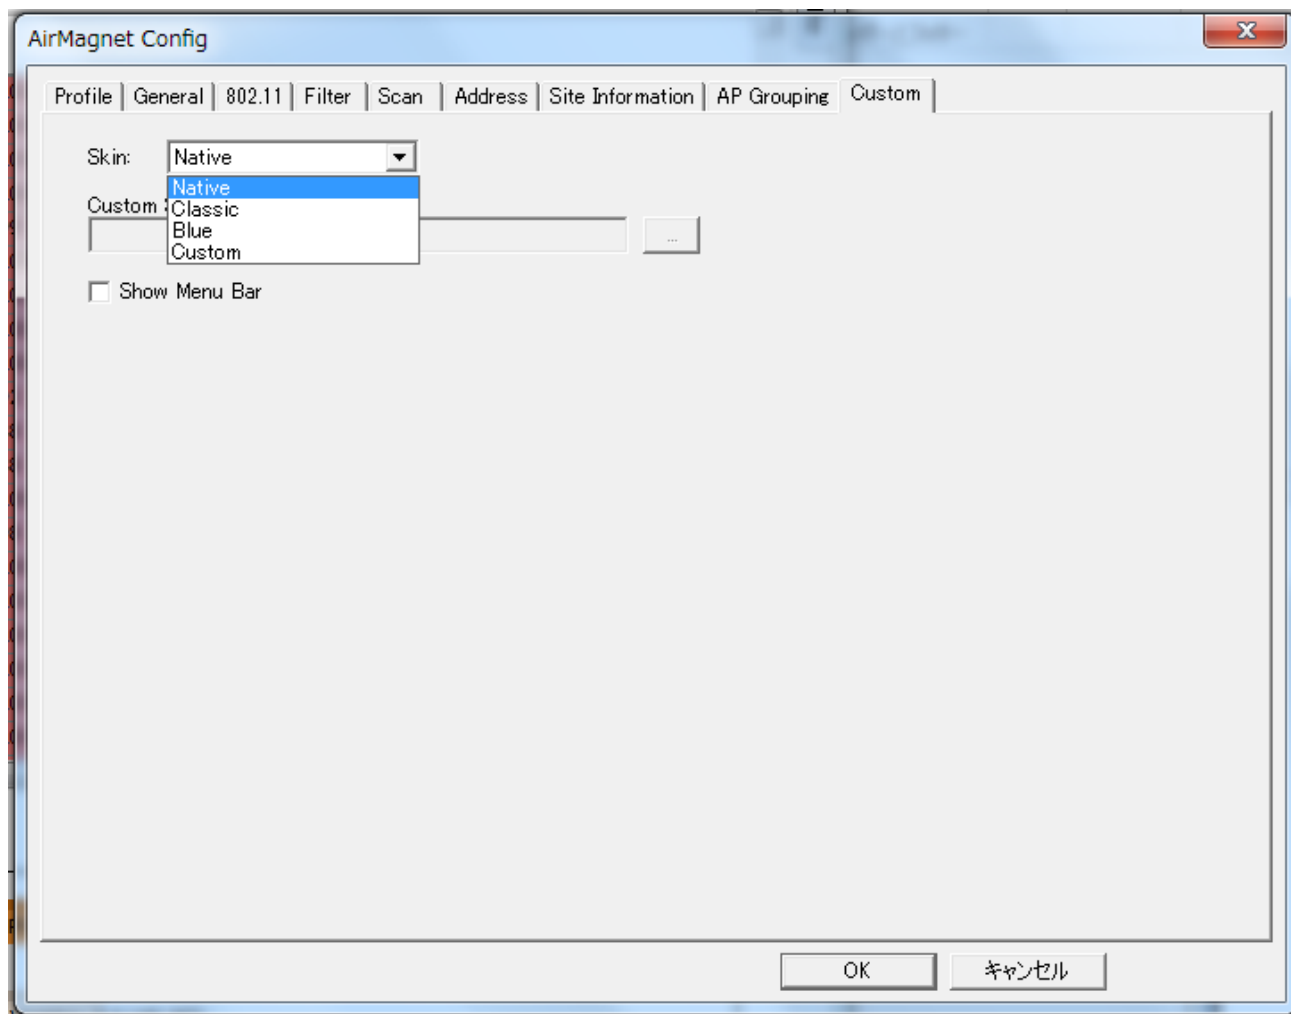 AirMagnet Config
Profile General 802.11 Filter Scan Address Site Information AP Grouping Custom
Skin: Native
Native
Custom
Classic
Blue
Custom
...
Show Menu Bar
OK キャンセル